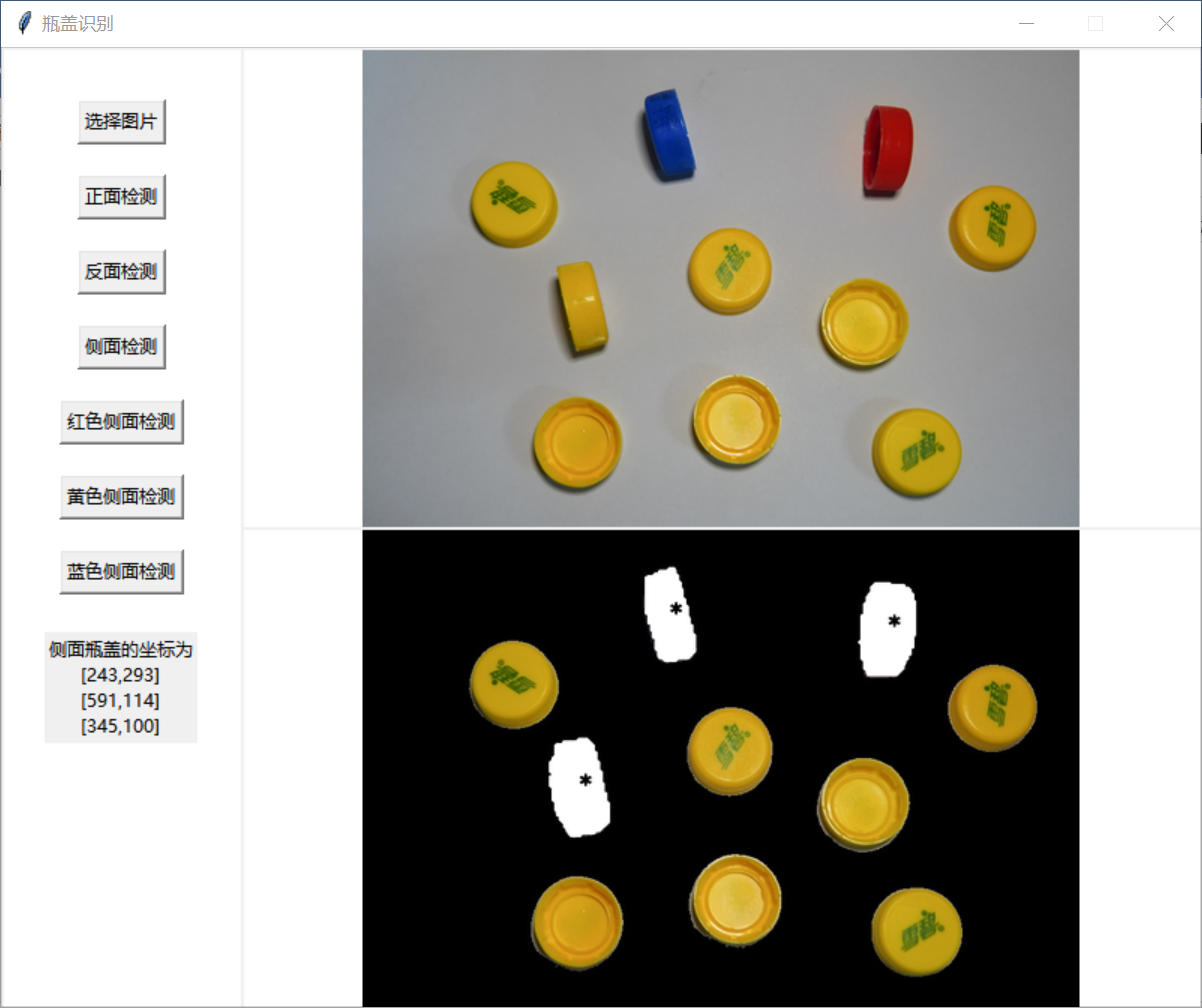 瓶盖识别
选择图片
正面检测
反面检测
侧面检测
红色侧面检测
黄色侧面检测
蓝色侧面检测
侧面瓶盖的坐标为
[243,293]
[591,114]
[345,100]